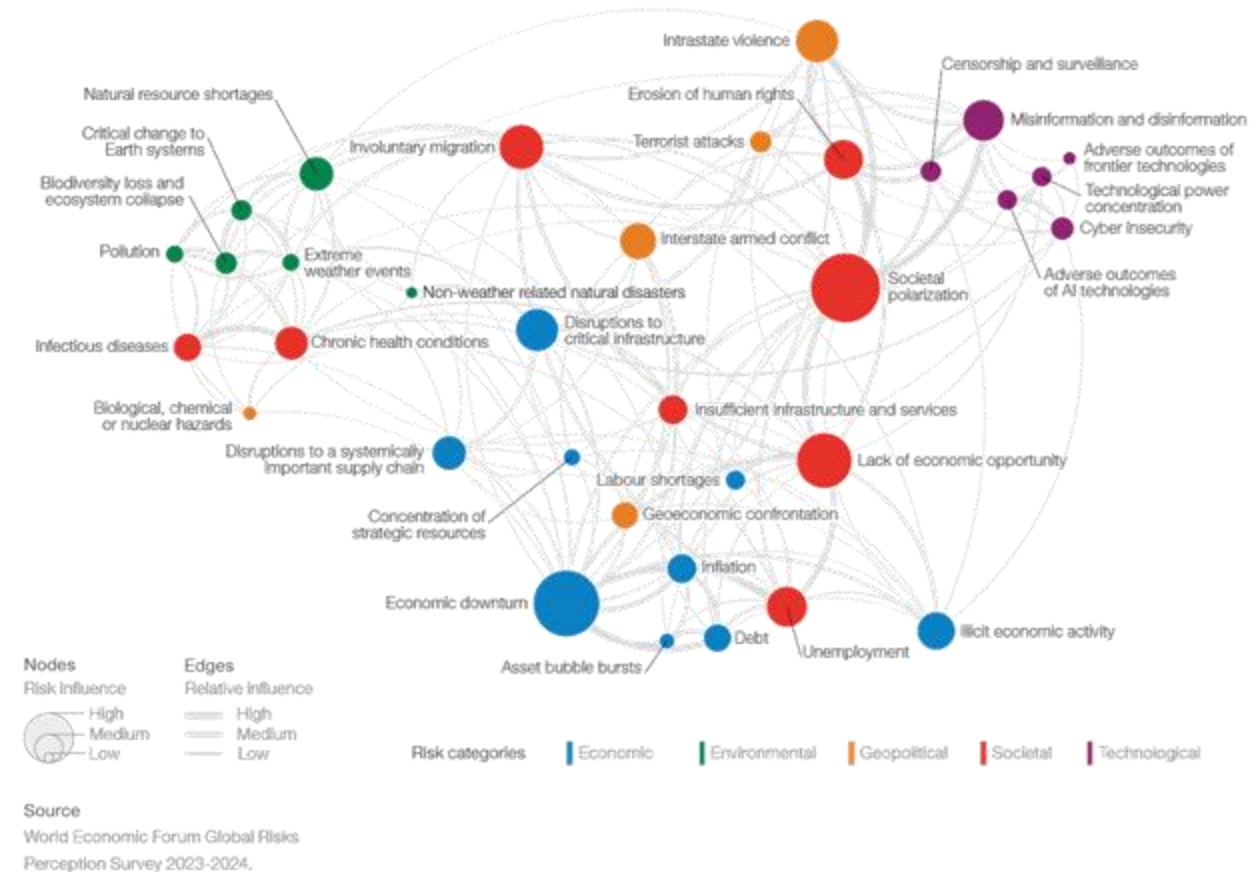 Intrastate violence
Censorship and surveillance
Natural resource shortages
Erosion of human rights
Misinformation and disinformation
Critical change to
Earth systems
Involuntary migration
Terrorist attacks
Adverse outcomes of
frontier technologies
Biodiversity loss and
ecosystem collapse
Technological power
concentration
Pollution
Extreme
weather events
Interstate armed conflict
Cyber insecurity
Non-weather related natural disasters
Societal
polarization
Adverse outcomes
of AI technologies
Infectious diseases
Chronic health conditions
Disruptions to
critical infrastructure
Biological, chemical
or nuclear hazards
Insufficient infrastructure and services
Disruptions to a systemically
important supply chain
Lack of economic opportunity
Labour shortages
Concentration of
strategic resources
Geoeconomic confrontation
Inflation
Economic downturn
Debt
Illicit economic activity
Unemployment
Asset bubble bursts
Nodes
Risk influence
High
Medium
Low
Edges
Relative influence
High
Medium
Low
Risk categories
Economic
Environmental
Geopolitical
Societal
Technological
Source
World Economic Forum Global Risks
Perception Survey 2023-2024.